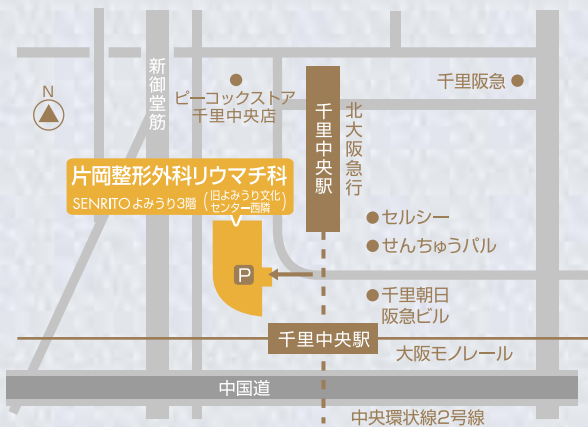 新御堂筋
N
ピーコックストア
千里中央店
千里中央駅
北大阪急行
千里阪急
片岡整形外科リウマチ科
SENRITOよみうり3階(旧よみうり文化
センター西隣)
セルシー
せんちゅうパル
P
千里朝日
阪急ビル
千里中央駅
大阪モノレール
中国道
中央環状線2号線